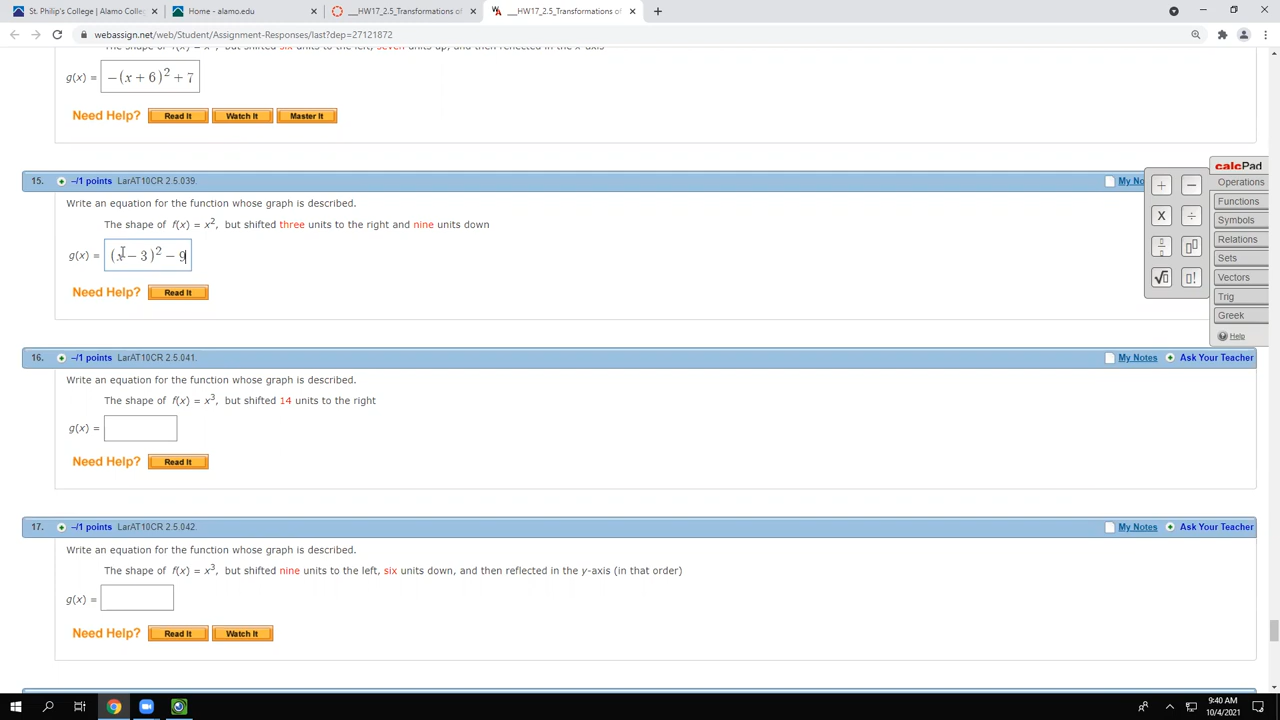 St. Philip's College | Alamo Colleg
Home - alamo.edu
__HW17_2.5_Transformations of
__HW17_2.5_Transformations of
webassign.net/web/Student/Assignment-Responses/last?dep=27121872
g(x) = −(x + 6)² + 7
Need Help? Read It Watch It Master It
calcPad
15. –/1 points LarAT10CR 2.5.039. My No
Operations
Functions
Symbols
Relations
Sets
Vectors
Trig
Greek
Help
Write an equation for the function whose graph is described.
The shape of f(x) = x², but shifted three units to the right and nine units down
g(x) = (x − 3)² − 9
Need Help? Read It
16. –/1 points LarAT10CR 2.5.041. My Notes Ask Your Teacher
Write an equation for the function whose graph is described.
The shape of f(x) = x³, but shifted 14 units to the right
g(x) =
Need Help? Read It
17. –/1 points LarAT10CR 2.5.042. My Notes Ask Your Teacher
Write an equation for the function whose graph is described.
The shape of f(x) = x³, but shifted nine units to the left, six units down, and then reflected in the y-axis (in that order)
g(x) =
Need Help? Read It Watch It
9:40 AM
10/4/2021